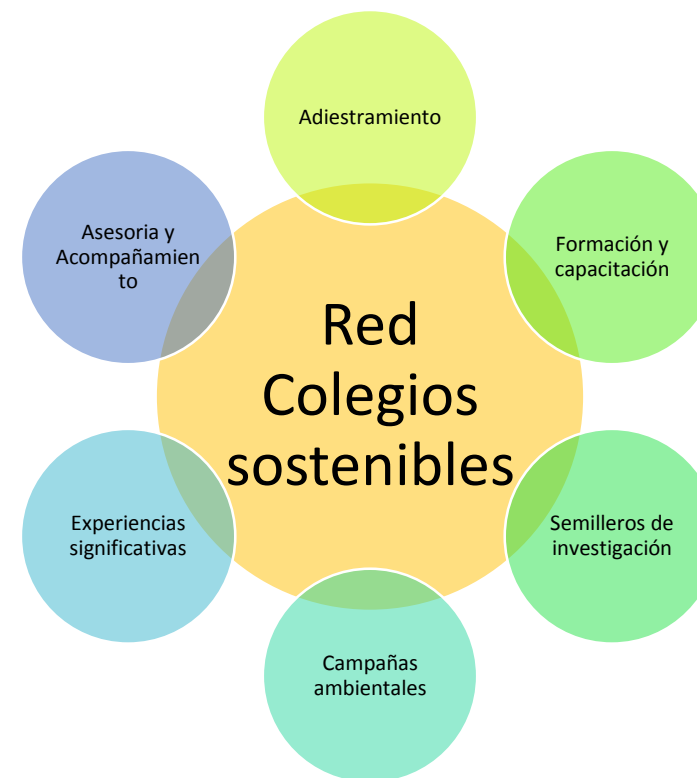 Adiestramiento
Formación y
capacitación
Semilleros de
investigación
Campañas
ambientales
Experiencias
significativas
Asesoria y
Acompañamien
to
Red
Colegios
sostenibles